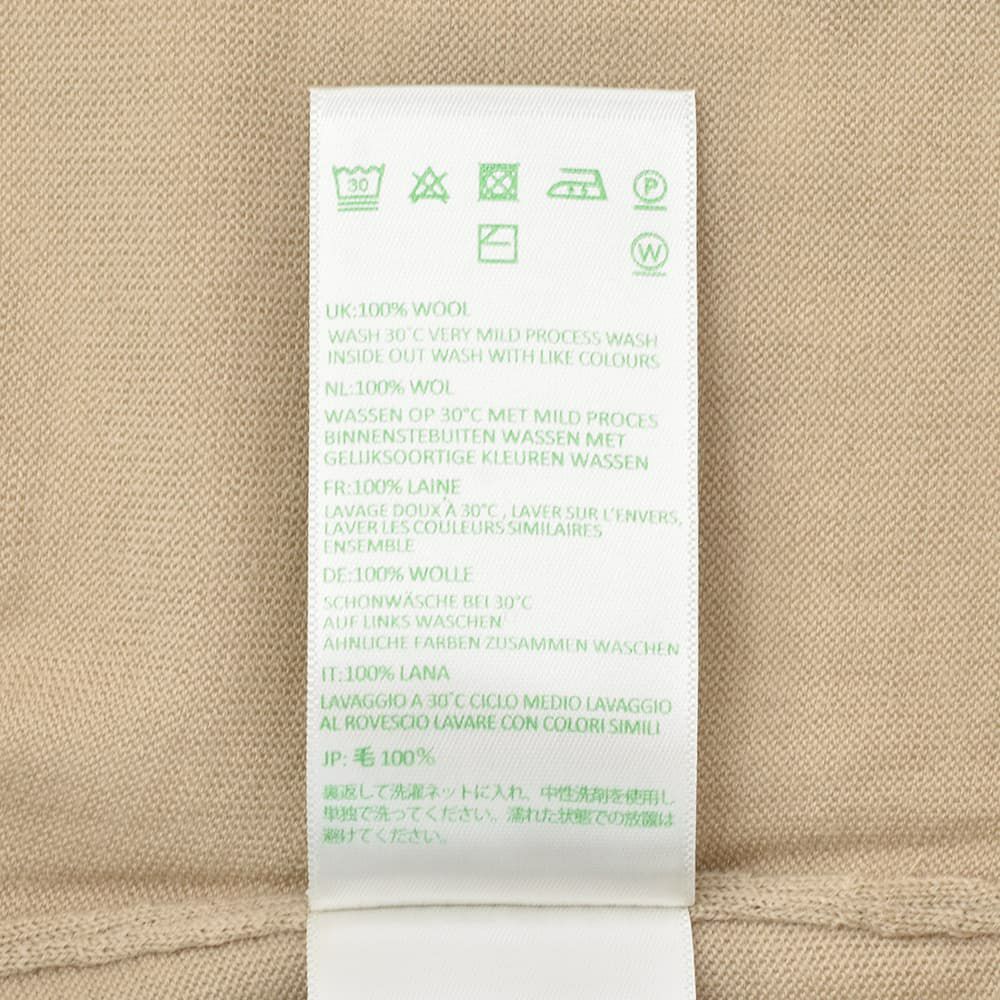 30
P
W
UK:100% WOOL
WASH 30°C VERY MILD PROCESS WASH
INSIDE OUT WASH WITH LIKE COLOURS
NL:100% WOL
WASSEN OP 30°C MET MILD PROCES
BINNENSTEBUITEN WASSEN MET
GELIJKSOORTIGE KLEUREN WASSEN
FR:100% LAINE
LAVAGE DOUX À 30°C , LAVER SUR L'ENVERS,
LAVER LES COULEURS SIMILAIRES
ENSEMBLE
DE:100% WOLLE
SCHONWÄSCHE BEI 30°C
AUF LINKS WASCHEN
ÄHNLICHE FARBEN ZUSAMMEN WASCHEN
IT:100% LANA
LAVAGGIO A 30°C CICLO MEDIO LAVAGGIO
AL ROVESCIO LAVARE CON COLORI SIMILI
JP: 毛 100%
裏返して洗濯ネットに入れ、中性洗剤を使用し
単独で洗ってください。濡れた状態での放置は
避けてください。